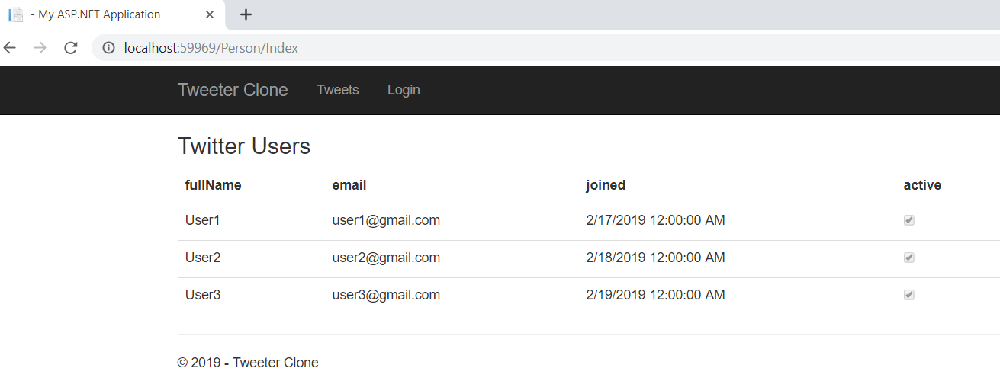 - My ASP.NET Application
localhost:59969/Person/Index
Tweeter Clone Tweets Login
Twitter Users
fullName email joined active
User1 user1@gmail.com 2/17/2019 12:00:00 AM
User2 user2@gmail.com 2/18/2019 12:00:00 AM
User3 user3@gmail.com 2/19/2019 12:00:00 AM
© 2019 - Tweeter Clone